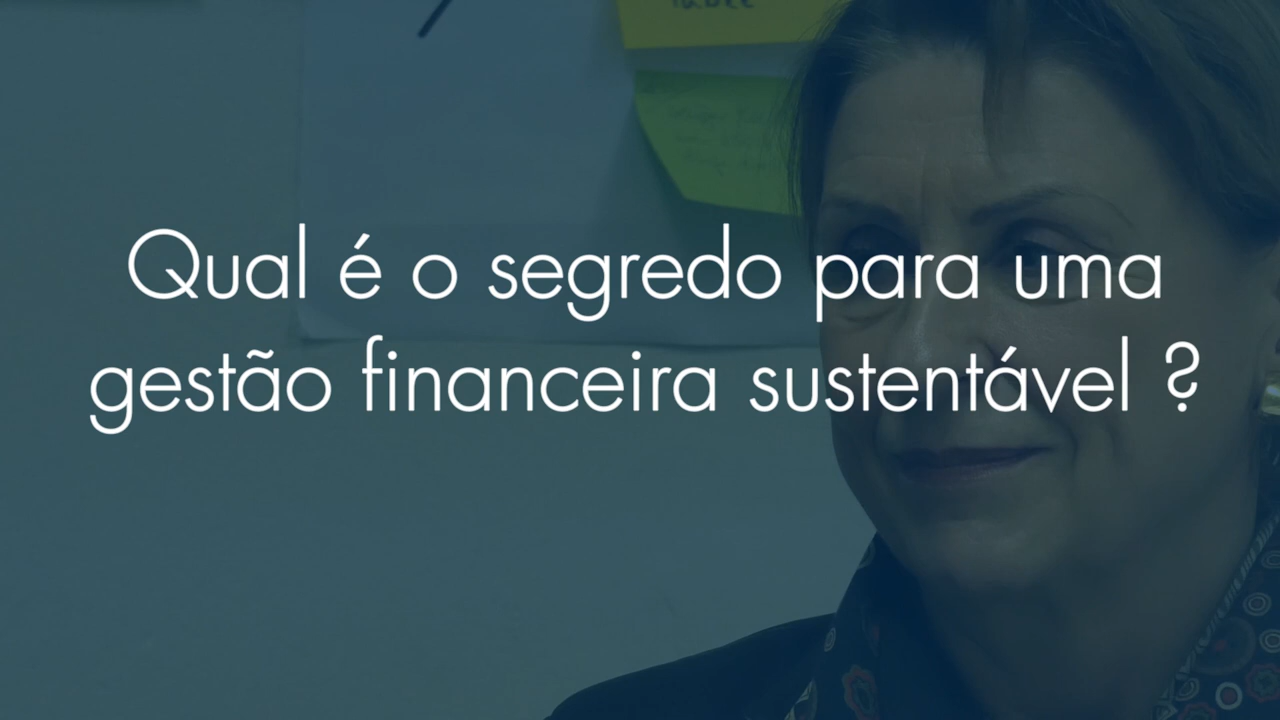 Qual é o segredo para uma
gestão financeira sustentável ?